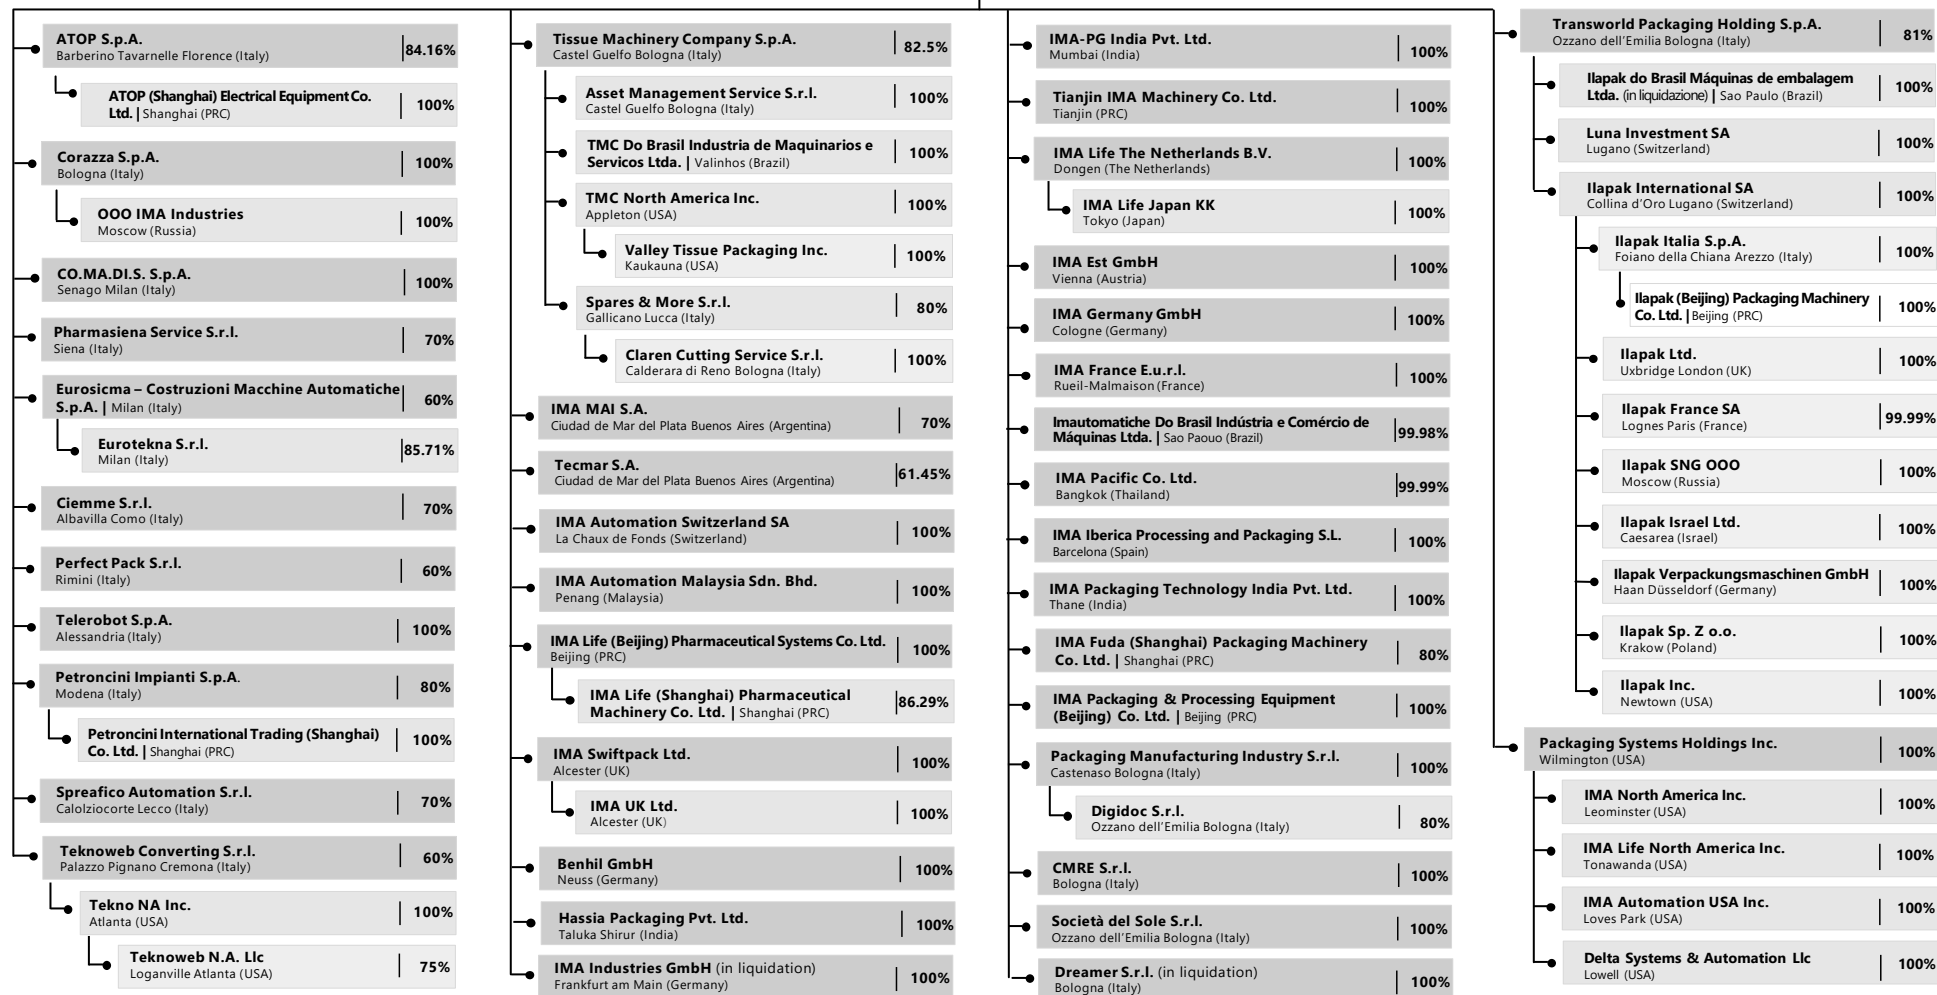 ATOP S.p.A.
Barberino Tavarnelle Florence (Italy)
84.16%
ATOP (Shanghai) Electrical Equipment Co.
Ltd. | Shanghai (PRC)
100%
Corazza S.p.A.
Bologna (Italy)
100%
OOO IMA Industries
Moscow (Russia)
100%
CO.MA.DI.S. S.p.A.
Senago Milan (Italy)
100%
Pharmasiena Service S.r.l.
Siena (Italy)
70%
Eurosicma – Costruzioni Macchine Automatiche
S.p.A. | Milan (Italy)
60%
Eurotekna S.r.l.
Milan (Italy)
85.71%
Ciemme S.r.l.
Albavilla Como (Italy)
70%
Perfect Pack S.r.l.
Rimini (Italy)
60%
Telerobot S.p.A.
Alessandria (Italy)
100%
Petroncini Impianti S.p.A.
Modena (Italy)
80%
Petroncini International Trading (Shanghai)
Co. Ltd. | Shanghai (PRC)
100%
Spreafico Automation S.r.l.
Calolziocorte Lecco (Italy)
70%
Teknoweb Converting S.r.l.
Palazzo Pignano Cremona (Italy)
60%
Tekno NA Inc.
Atlanta (USA)
100%
Teknoweb N.A. Llc
Loganville Atlanta (USA)
75%
Tissue Machinery Company S.p.A.
Castel Guelfo Bologna (Italy)
82.5%
Asset Management Service S.r.l.
Castel Guelfo Bologna (Italy)
100%
TMC Do Brasil Industria de Maquinarios e
Servicos Ltda. | Valinhos (Brazil)
100%
TMC North America Inc.
Appleton (USA)
100%
Valley Tissue Packaging Inc.
Kaukauna (USA)
100%
Spares & More S.r.l.
Gallicano Lucca (Italy)
80%
Claren Cutting Service S.r.l.
Calderara di Reno Bologna (Italy)
100%
IMA MAI S.A.
Ciudad de Mar del Plata Buenos Aires (Argentina)
70%
Tecmar S.A.
Ciudad de Mar del Plata Buenos Aires (Argentina)
61.45%
IMA Automation Switzerland SA
La Chaux de Fonds (Switzerland)
100%
IMA Automation Malaysia Sdn. Bhd.
Penang (Malaysia)
100%
IMA Life (Beijing) Pharmaceutical Systems Co. Ltd.
Beijing (PRC)
100%
IMA Life (Shanghai) Pharmaceutical
Machinery Co. Ltd. | Shanghai (PRC)
86.29%
IMA Swiftpack Ltd.
Alcester (UK)
100%
IMA UK Ltd.
Alcester (UK)
100%
Benhil GmbH
Neuss (Germany)
100%
Hassia Packaging Pvt. Ltd.
Taluka Shirur (India)
100%
IMA Industries GmbH (in liquidation)
Frankfurt am Main (Germany)
100%
IMA-PG India Pvt. Ltd.
Mumbai (India)
100%
Tianjin IMA Machinery Co. Ltd.
Tianjin (PRC)
100%
IMA Life The Netherlands B.V.
Dongen (The Netherlands)
100%
IMA Life Japan KK
Tokyo (Japan)
100%
IMA Est GmbH
Vienna (Austria)
100%
IMA Germany GmbH
Cologne (Germany)
100%
IMA France E.u.r.l.
Rueil-Malmaison (France)
100%
Imautomatiche Do Brasil Indústria e Comércio de
Máquinas Ltda. | Sao Paouo (Brazil)
99.98%
IMA Pacific Co. Ltd.
Bangkok (Thailand)
99.99%
IMA Iberica Processing and Packaging S.L.
Barcelona (Spain)
100%
IMA Packaging Technology India Pvt. Ltd.
Thane (India)
100%
IMA Fuda (Shanghai) Packaging Machinery
Co. Ltd. | Shanghai (PRC)
80%
IMA Packaging & Processing Equipment
(Beijing) Co. Ltd. | Beijing (PRC)
100%
Packaging Manufacturing Industry S.r.l.
Castenaso Bologna (Italy)
100%
Digidoc S.r.l.
Ozzano dell'Emilia Bologna (Italy)
80%
CMRE S.r.l.
Bologna (Italy)
100%
Società del Sole S.r.l.
Ozzano dell'Emilia Bologna (Italy)
100%
Dreamer S.r.l. (in liquidation)
Bologna (Italy)
100%
Transworld Packaging Holding S.p.A.
Ozzano dell'Emilia Bologna (Italy)
81%
Ilapak do Brasil Máquinas de embalagem
Ltda. (in liquidazione) | Sao Paulo (Brazil)
100%
Luna Investment SA
Lugano (Switzerland)
100%
Ilapak International SA
Collina d'Oro Lugano (Switzerland)
100%
Ilapak Italia S.p.A.
Foiano della Chiana Arezzo (Italy)
100%
Ilapak (Beijing) Packaging Machinery
Co. Ltd. | Beijing (PRC)
100%
Ilapak Ltd.
Uxbridge London (UK)
100%
Ilapak France SA
Lognes Paris (France)
99.99%
Ilapak SNG OOO
Moscow (Russia)
100%
Ilapak Israel Ltd.
Caesarea (Israel)
100%
Ilapak Verpackungsmaschinen GmbH
Haan Düsseldorf (Germany)
100%
Ilapak Sp. Z o.o.
Krakow (Poland)
100%
Ilapak Inc.
Newtown (USA)
100%
Packaging Systems Holdings Inc.
Wilmington (USA)
100%
IMA North America Inc.
Leominster (USA)
100%
IMA Life North America Inc.
Tonawanda (USA)
100%
IMA Automation USA Inc.
Loves Park (USA)
100%
Delta Systems & Automation Llc
Lowell (USA)
100%